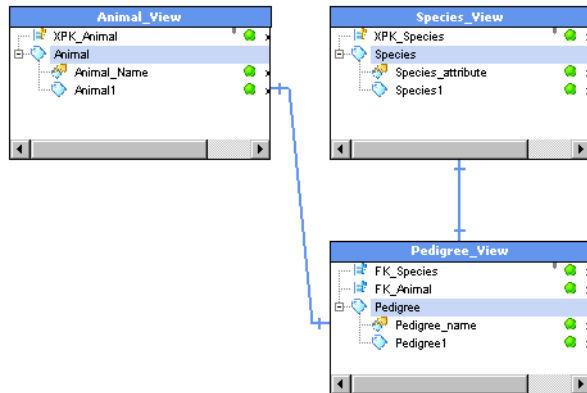 Animal_View
XPK_Animal
Animal
Animal_Name
Animal1
Species_View
XPK_Species
Species
Species_attribute
Species1
Pedigree_View
FK_Species
FK_Animal
Pedigree
Pedigree_name
Pedigree1